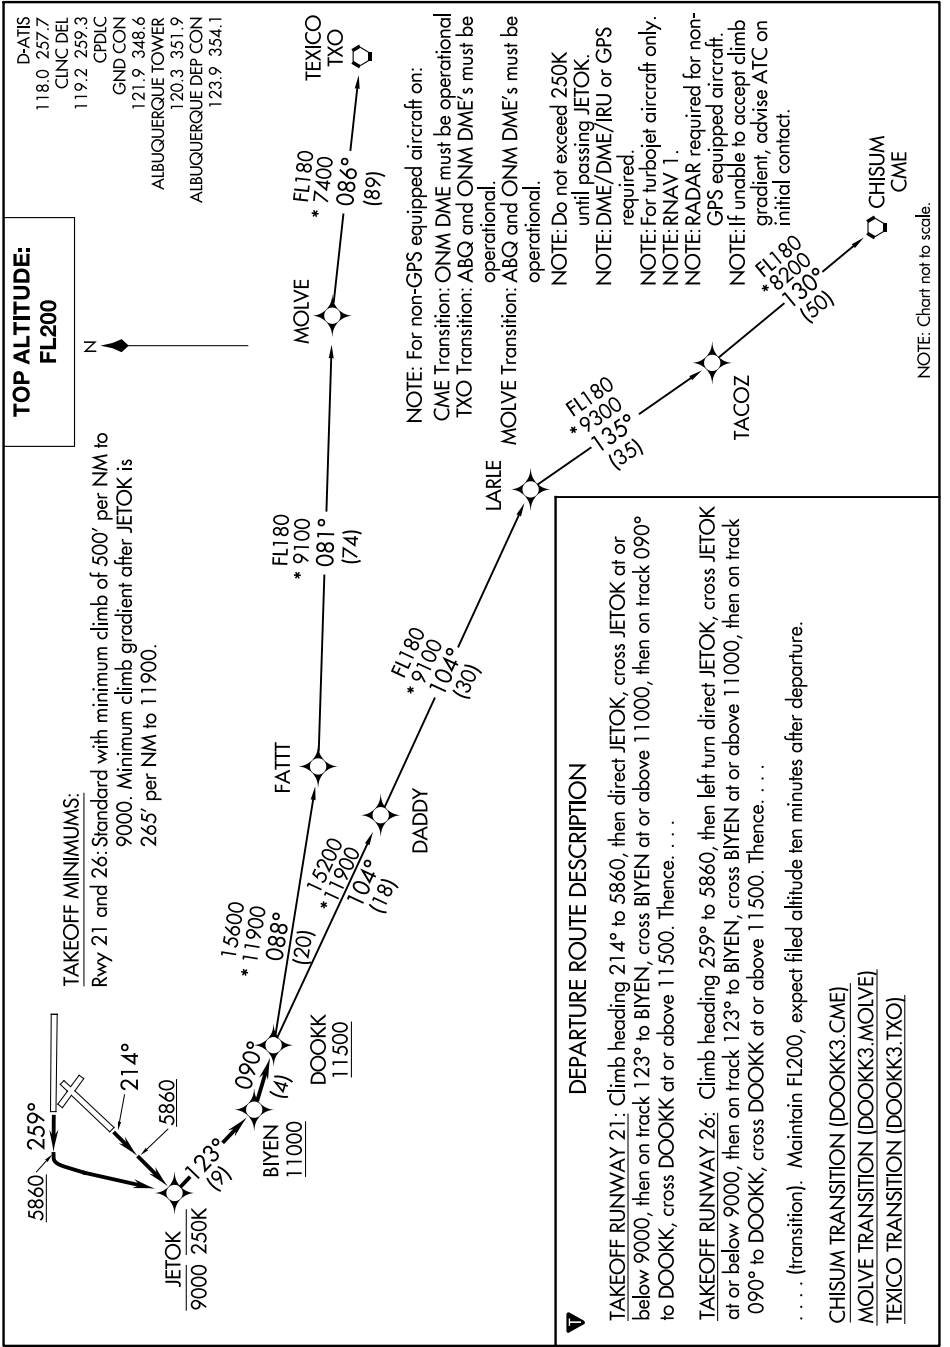 D-ATIS
118.0 257.7
CLNC DEL
119.2 259.3
CPDLC
GND CON
121.9 348.6
ALBUQUERQUE TOWER
120.3 351.9
ALBUQUERQUE DEP CON
123.9 354.1
TOP ALTITUDE:
FL200
N
TAKEOFF MINIMUMS:
Rwy 21 and 26: Standard with minimum climb of 500' per NM to
9000. Minimum climb gradient after JETOK is
265' per NM to 11900.
5860
259°
214°
5860
JETOK
9000 250K
123°
(9)
BIYEN
11000
090°
(4)
DOOKK
11500
15600
*11900
088°
(20)
15200
*11900
104°
(18)
FATTT
DADDY
FL180
*9100
081°
(74)
FL180
*9100
104°
(30)
MOLVE
LARLE
FL180
*7400
086°
(89)
TEXICO
TXO
FL180
*9300
135°
(35)
TACOZ
FL180
*8200
130°
(50)
CHISUM
CME
NOTE: For non-GPS equipped aircraft on:
CME Transition: ONM DME must be operational
TXO Transition: ABQ and ONM DME's must be
operational.
MOLVE Transition: ABQ and ONM DME's must be
operational.
NOTE: Do not exceed 250K
until passing JETOK.
NOTE: DME/DME/IRU or GPS
required.
NOTE: For turbojet aircraft only.
NOTE: RNAV 1.
NOTE: RADAR required for non-
GPS equipped aircraft.
NOTE: If unable to accept climb
gradient, advise ATC on
initial contact.
NOTE: Chart not to scale.
T
DEPARTURE ROUTE DESCRIPTION
TAKEOFF RUNWAY 21: Climb heading 214° to 5860, then direct JETOK, cross JETOK at or
below 9000, then on track 123° to BIYEN, cross BIYEN at or above 11000, then on track 090°
to DOOKK, cross DOOKK at or above 11500. Thence. . . .
TAKEOFF RUNWAY 26: Climb heading 259° to 5860, then left turn direct JETOK, cross JETOK
at or below 9000, then on track 123° to BIYEN, cross BIYEN at or above 11000, then on track
090° to DOOKK, cross DOOKK at or above 11500. Thence. . . .
. . . . (transition). Maintain FL200, expect filed altitude ten minutes after departure.
CHISUM TRANSITION (DOOKK3.CME)
MOLVE TRANSITION (DOOKK3.MOLVE)
TEXICO TRANSITION (DOOKK3.TXO)